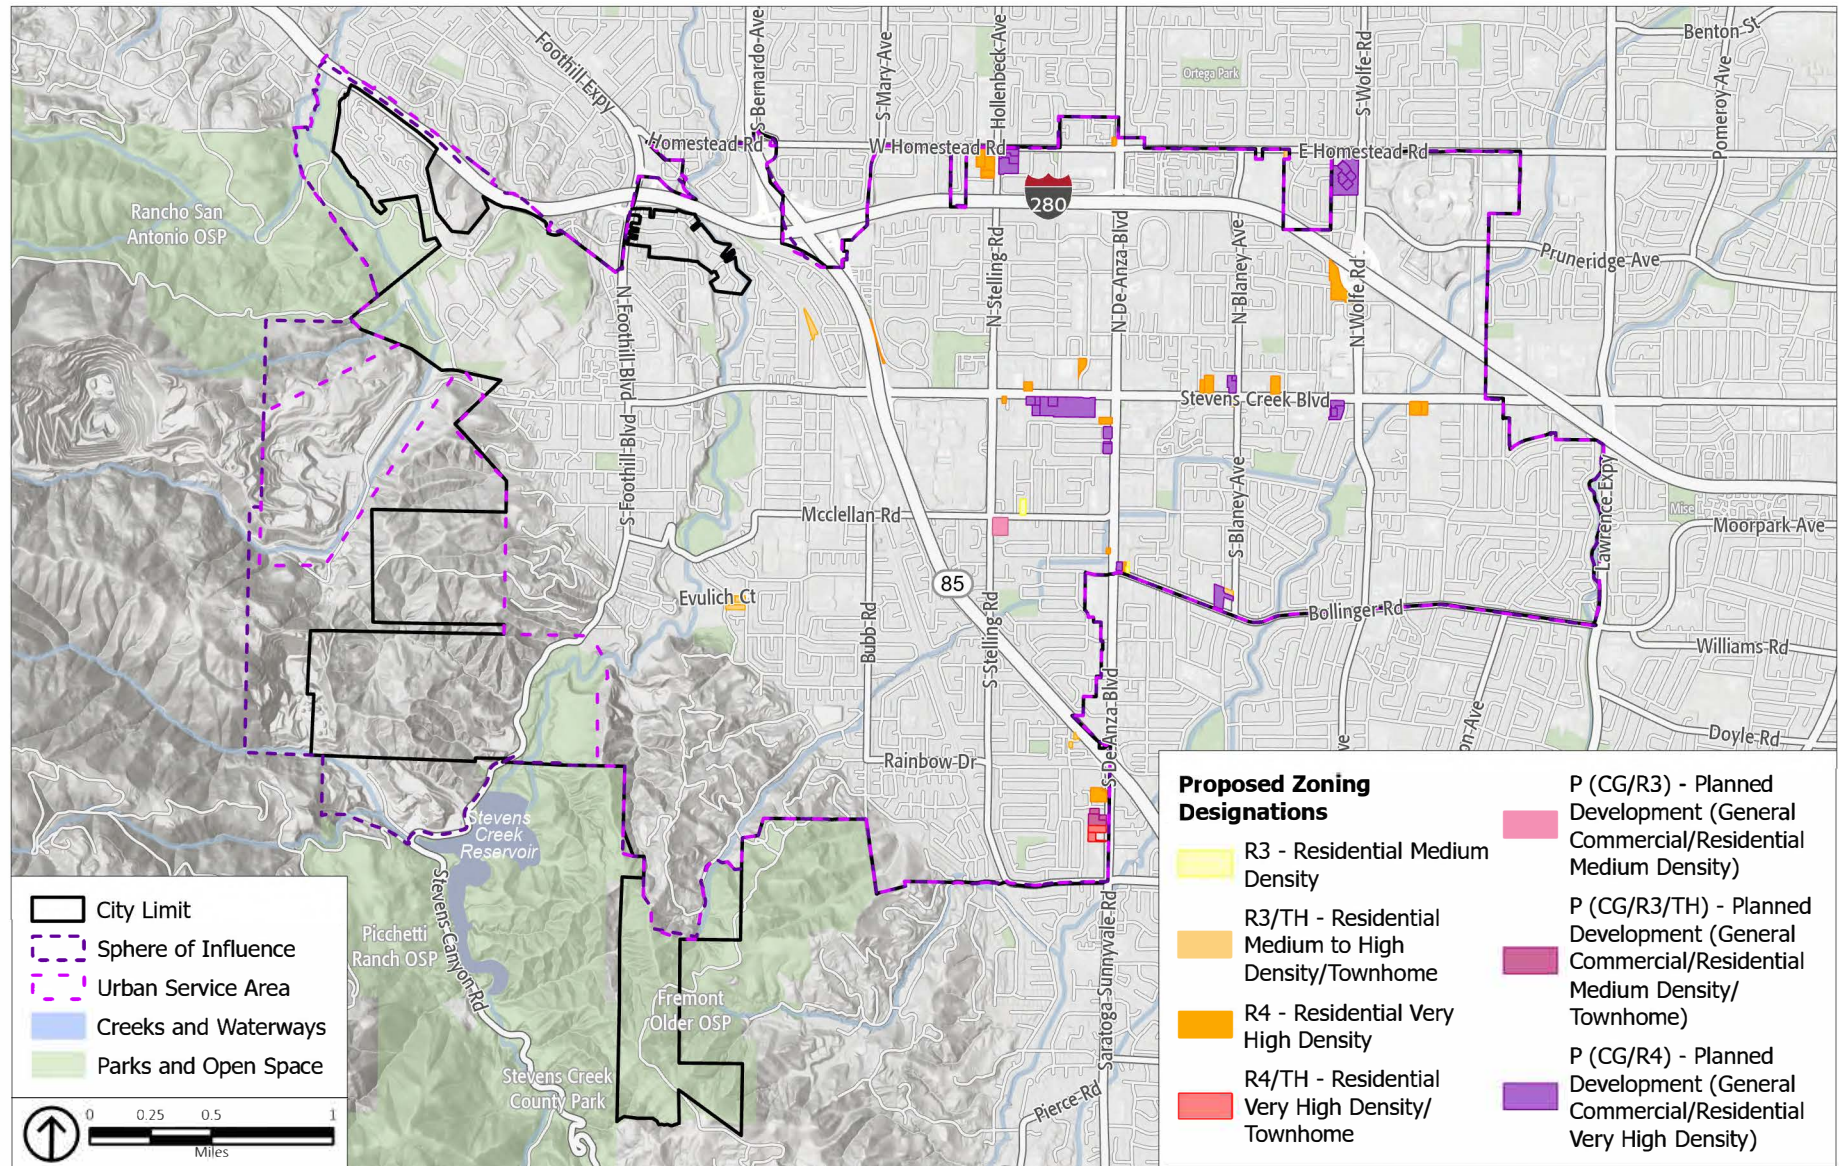 Foothill Expy
S Bernardo Ave
S Mary Ave
Hollenbeck Ave
S Wolfe Rd
Benton St
Pomeroy Ave
Ortega Park
Homestead Rd
W Homestead Rd
E Homestead Rd
280
Rancho San
Antonio OSP
Pruneridge Ave
N Foothill Blvd
N Stelling Rd
N De Anza Blvd
N Blaney Ave
N Wolfe Rd
Stevens Creek Blvd
S Foothill Blvd
Mcclellan Rd
S Blaney Ave
Lawrence Expy
Mise
Moorpark Ave
85
Evulich Ct
Bubb Rd
S Stelling Rd
Bollinger Rd
Williams Rd
S De Anza Blvd
Rainbow Dr
Doyle Rd
ve
on Ave
Stevens
Creek
Reservoir
Stevens Canyon Rd
Picchetti
Ranch OSP
Fremont
Older OSP
Saratoga Sunnyvale Rd
Stevens Creek
County Park
Pierce Rd
City Limit
Sphere of Influence
Urban Service Area
Creeks and Waterways
Parks and Open Space
0 0.25 0.5 1
Miles
Proposed Zoning
Designations
R3 - Residential Medium
Density
R3/TH - Residential
Medium to High
Density/Townhome
R4 - Residential Very
High Density
R4/TH - Residential
Very High Density/
Townhome
P (CG/R3) - Planned
Development (General
Commercial/Residential
Medium Density)
P (CG/R3/TH) - Planned
Development (General
Commercial/Residential
Medium Density/
Townhome)
P (CG/R4) - Planned
Development (General
Commercial/Residential
Very High Density)